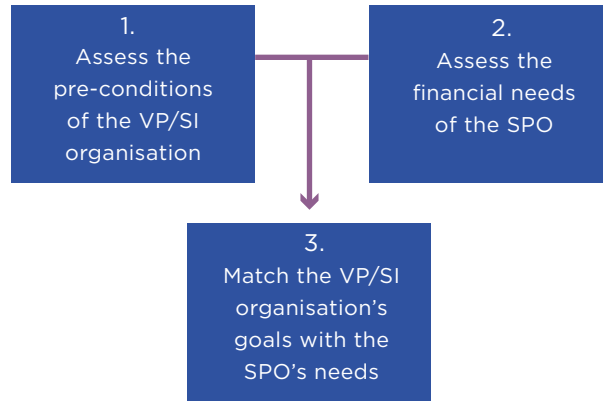 1.
Assess the
pre-conditions
of the VP/SI
organisation
2.
Assess the
financial needs
of the SPO
3.
Match the VP/SI
organisation’s
goals with the
SPO’s needs